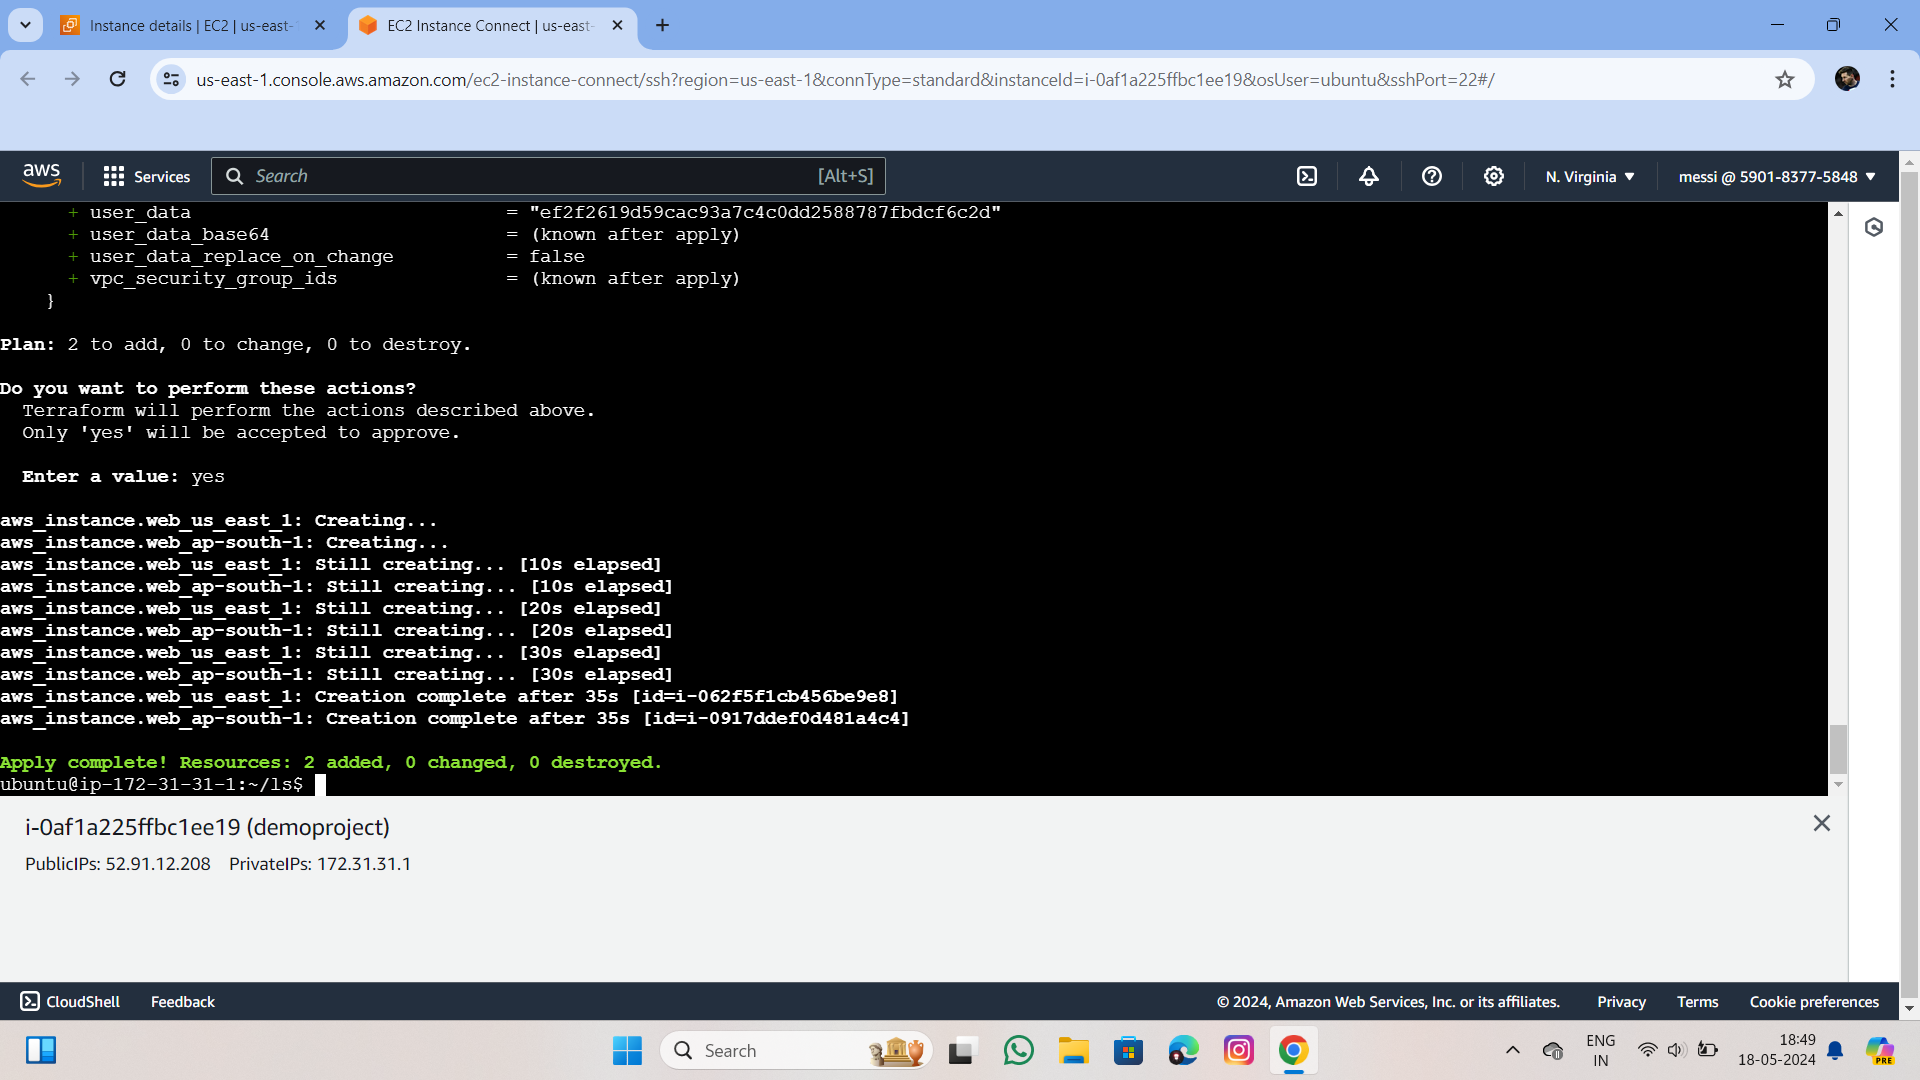 Instance details | EC2 | us-east-1
EC2 Instance Connect | us-east-
us-east-1.console.aws.amazon.com/ec2-instance-connect/ssh?region=us-east-1&connType=standard&instanceId=i-0af1a225ffbc1ee19&osUser=ubuntu&sshPort=22#/
aws
Services
Search [Alt+S]
N. Virginia ▼
messi @ 5901-8377-5848 ▼
+ user_data = "ef2f2619d59cac93a7c4c0dd2588787fbdcf6c2d"
+ user_data_base64 = (known after apply)
+ user_data_replace_on_change = false
+ vpc_security_group_ids = (known after apply)
}
Plan: 2 to add, 0 to change, 0 to destroy.
Do you want to perform these actions?
Terraform will perform the actions described above.
Only 'yes' will be accepted to approve.
Enter a value: yes
aws_instance.web_us_east_1: Creating...
aws_instance.web_ap-south-1: Creating...
aws_instance.web_us_east_1: Still creating... [10s elapsed]
aws_instance.web_ap-south-1: Still creating... [10s elapsed]
aws_instance.web_us_east_1: Still creating... [20s elapsed]
aws_instance.web_ap-south-1: Still creating... [20s elapsed]
aws_instance.web_us_east_1: Still creating... [30s elapsed]
aws_instance.web_ap-south-1: Still creating... [30s elapsed]
aws_instance.web_us_east_1: Creation complete after 35s [id=i-062f5f1cb456be9e8]
aws_instance.web_ap-south-1: Creation complete after 35s [id=i-0917ddef0d481a4c4]
Apply complete! Resources: 2 added, 0 changed, 0 destroyed.
ubuntu@ip-172-31-31-1:~/ls$
i-0af1a225ffbc1ee19 (demoproject)
PublicIPs: 52.91.12.208 PrivateIPs: 172.31.31.1
CloudShell
Feedback
© 2024, Amazon Web Services, Inc. or its affiliates.
Privacy
Terms
Cookie preferences
Search
ENG
IN
18:49
18-05-2024
PRE